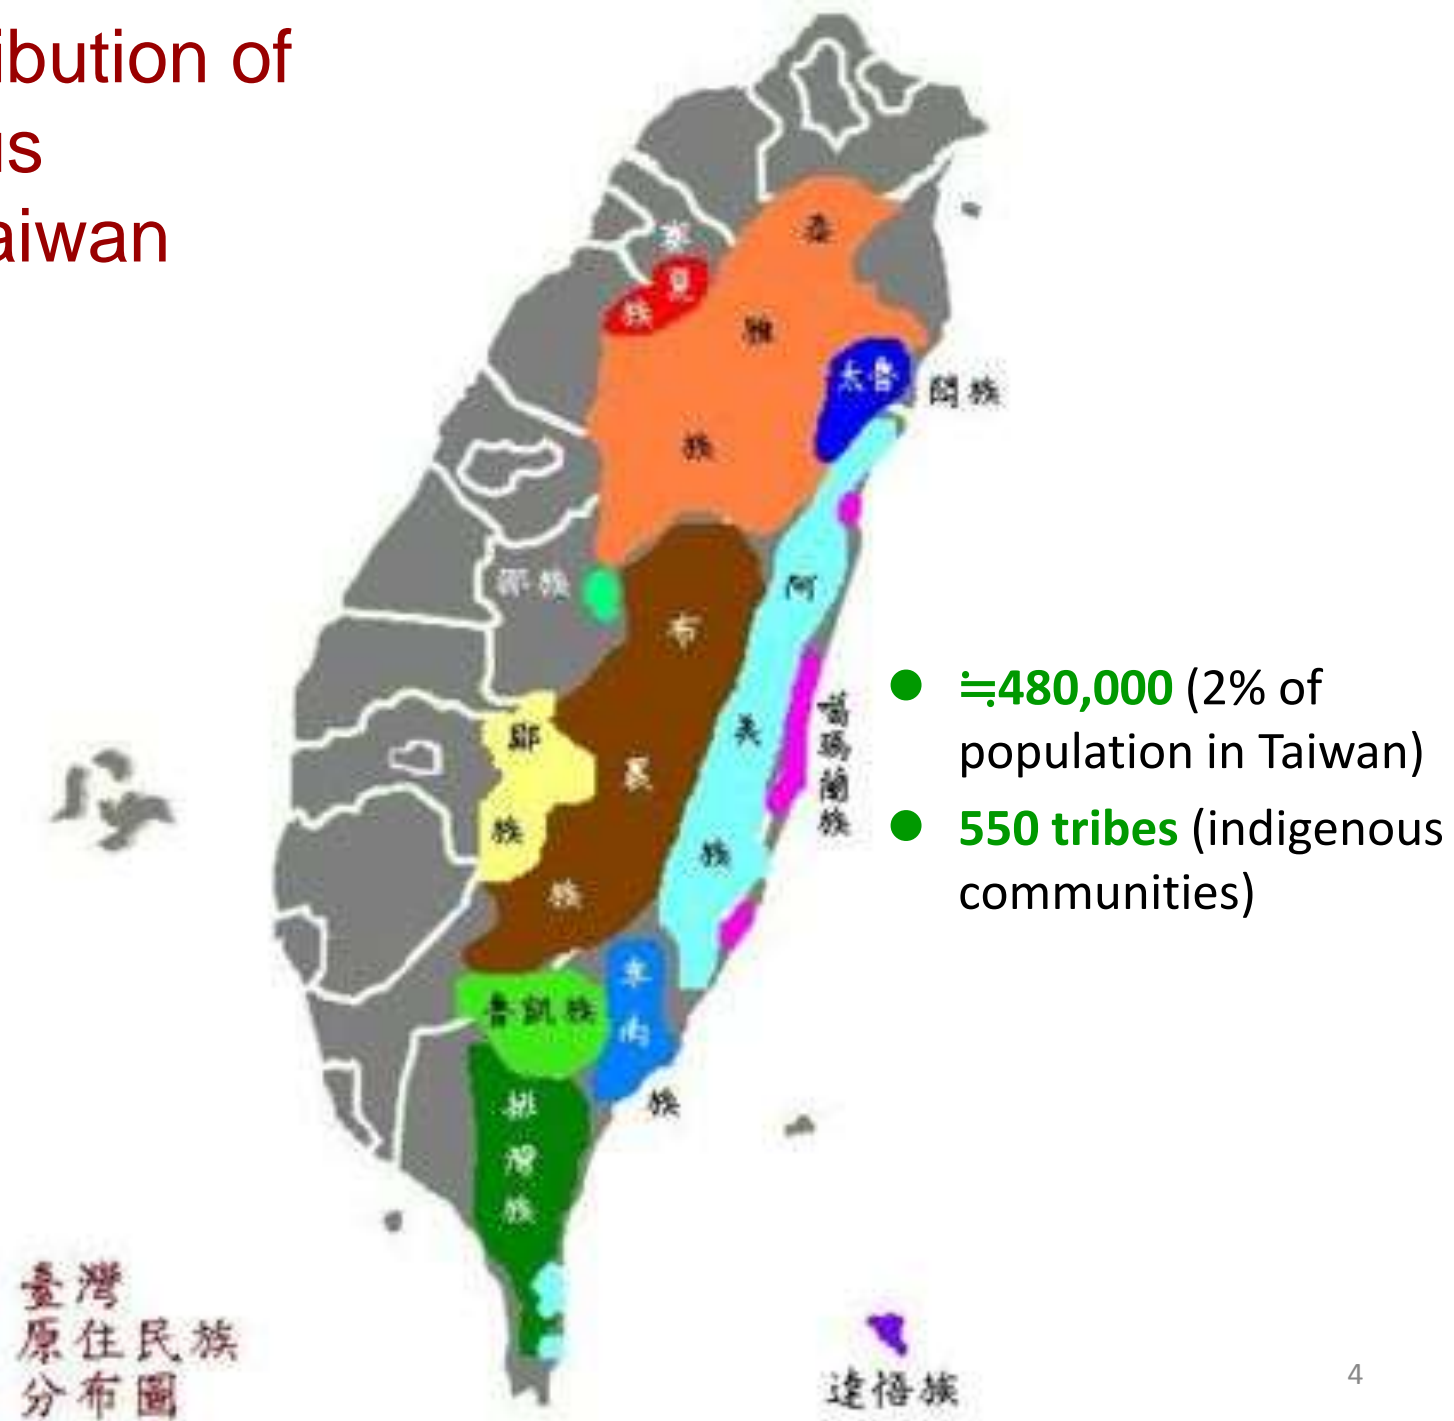 ibution of
us
aiwan
泰
雅
族
賽
夏
族
太魯
閣族
邵族
阿
美
族
布
農
族
鄒
族
噶
瑪
蘭
族
≒480,000 (2% of
population in Taiwan)
550 tribes (indigenous
communities)
魯凱族
卑
南
族
排
灣
族
達悟族
臺灣
原住民族
分布圖
4